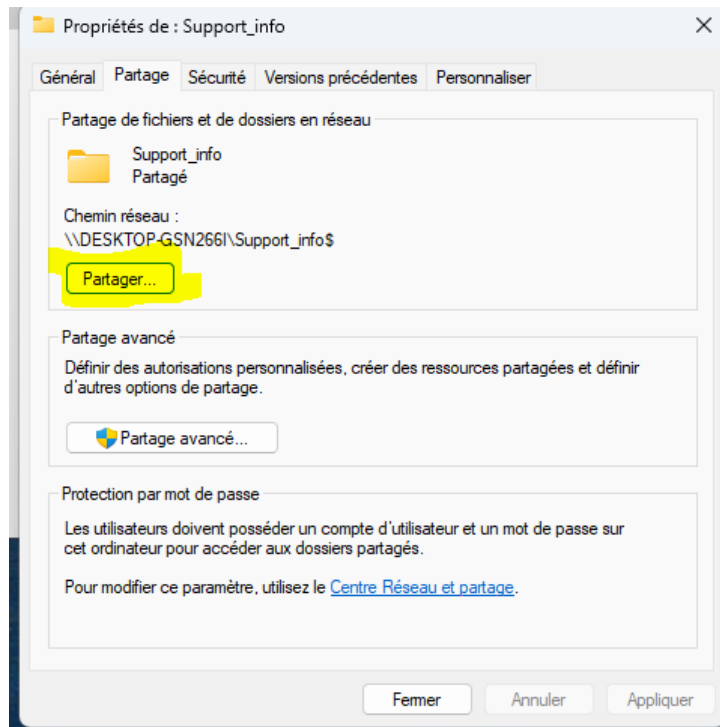 Propriétés de : Support_info
Général Partage Sécurité Versions précédentes Personnaliser
Partage de fichiers et de dossiers en réseau
Support_info
Partagé
Chemin réseau :
\\DESKTOP-GSN266I\Support_info$
Partager...
Partage avancé
Définir des autorisations personnalisées, créer des ressources partagées et définir
d'autres options de partage.
Partage avancé...
Protection par mot de passe
Les utilisateurs doivent posséder un compte d'utilisateur et un mot de passe sur
cet ordinateur pour accéder aux dossiers partagés.
Pour modifier ce paramètre, utilisez le Centre Réseau et partage.
Fermer Annuler Appliquer